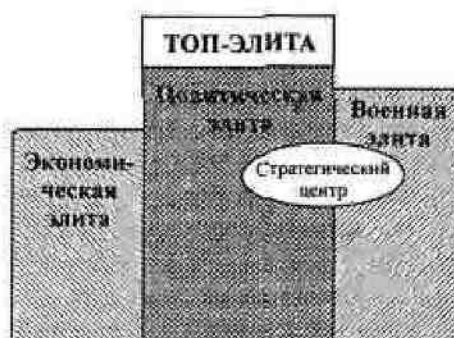 ТОП-ЭЛИТА
Политическая
элита
Военная
элита
Экономи-
ческая
элита
Стратегический
центр